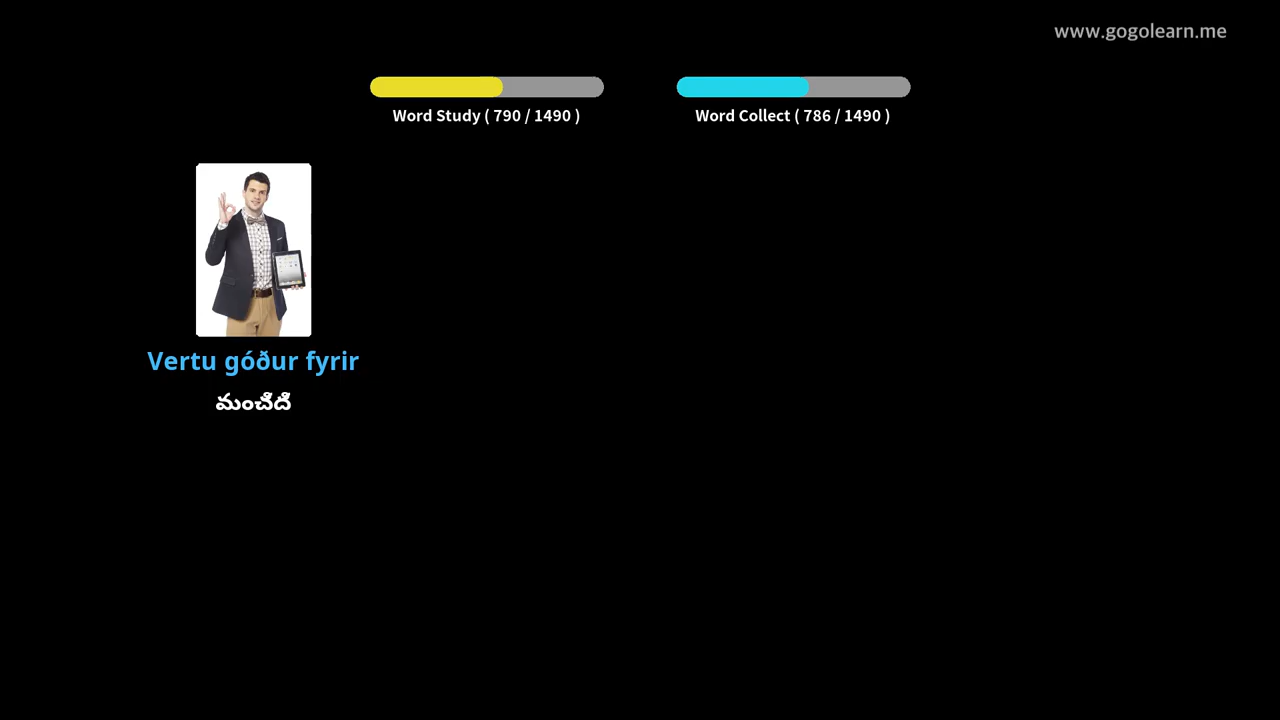 www.gogolearn.me
Word Study ( 790 / 1490 )
Word Collect ( 786 / 1490 )
Vertu góður fyrir
మంచిది